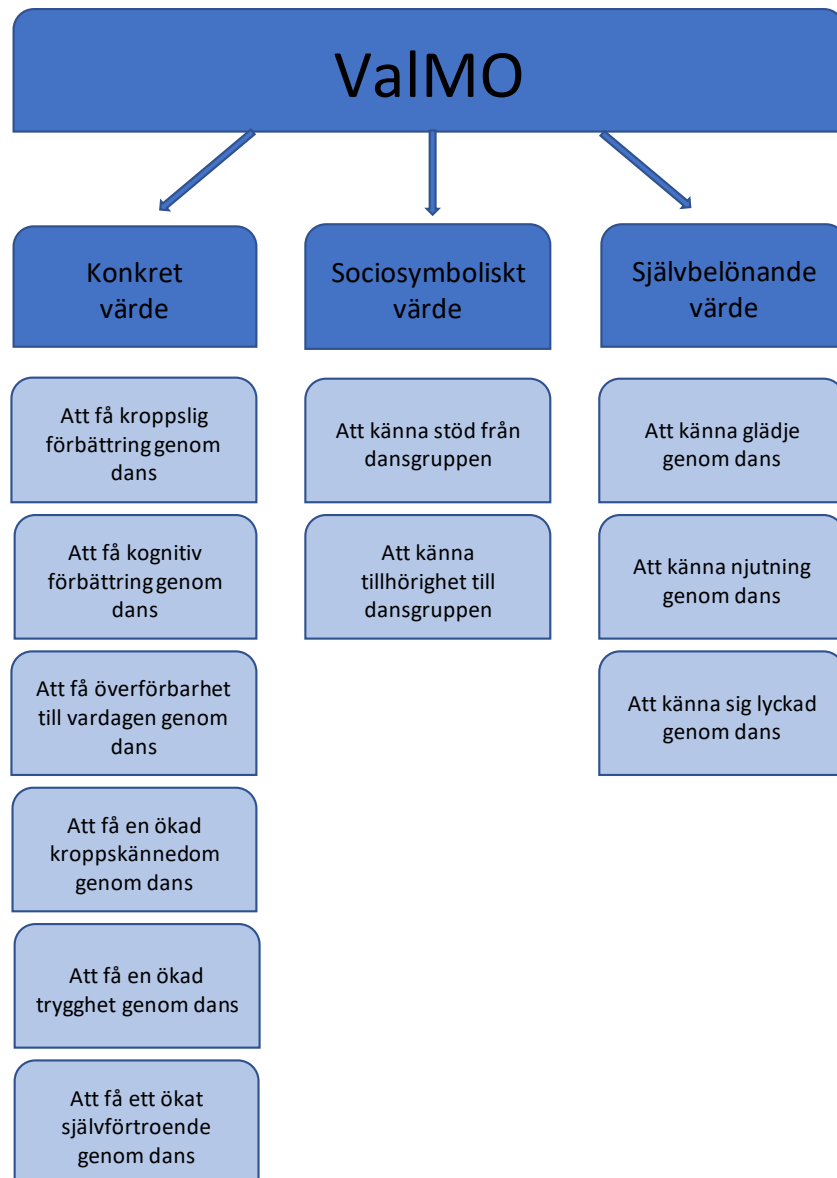 ValMO
Konkret
värde
Sociosymboliskt
värde
Självbelönande
värde
Att få kroppslig
förbättring genom
dans
Att få kognitiv
förbättring genom
dans
Att få överförbarhet
till vardagen genom
dans
Att få en ökad
kroppskännedom
genom dans
Att få en ökad
trygghet genom dans
Att få ett ökat
självförtroende
genom dans
Att känna stöd från
dansgruppen
Att känna
tillhörighet till
dansgruppen
Att känna glädje
genom dans
Att känna njutning
genom dans
Att känna sig lyckad
genom dans